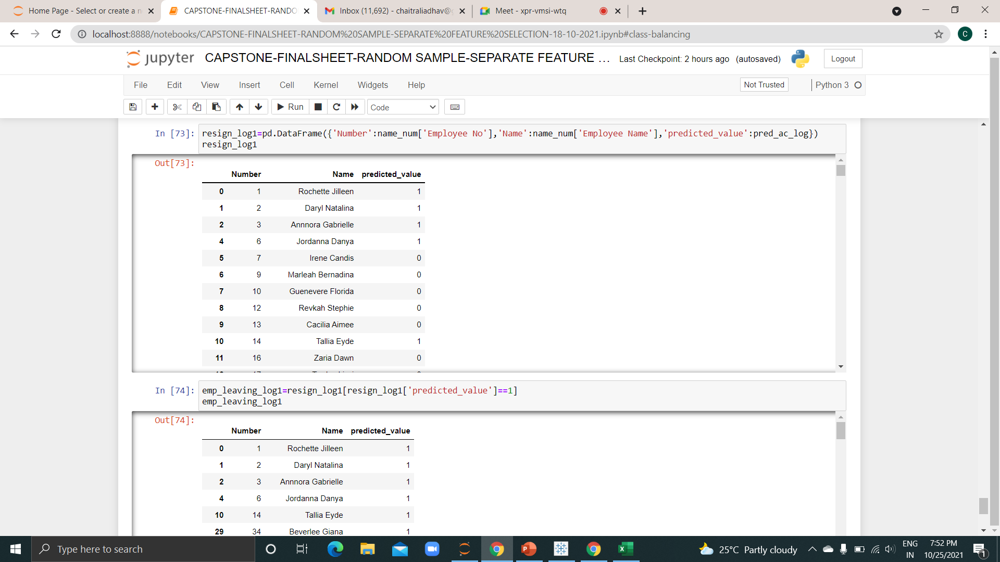 Home Page - Select or create a n
CAPSTONE-FINALSHEET-RANDO
Inbox (11,692) - chaitraliadhav@g
Meet - xpr-vmsi-wtq
localhost:8888/notebooks/CAPSTONE-FINALSHEET-RANDOM%20SAMPLE-SEPARATE%20FEATURE%20SELECTION-18-10-2021.ipynb#class-balancing
C
jupyter CAPSTONE-FINALSHEET-RANDOM SAMPLE-SEPARATE FEATURE ... Last Checkpoint: 2 hours ago (autosaved) Logout
File Edit View Insert Cell Kernel Widgets Help Not Trusted Python 3
Run Code
In [73]: resign_log1=pd.DataFrame({'Number':name_num['Employee No'],'Name':name_num['Employee Name'],'predicted_value':pred_ac_log})
resign_log1
Out[73]:
Number Name predicted_value
0 1 Rochette Jilleen 1
1 2 Daryl Natalina 1
2 3 Annnora Gabrielle 1
4 6 Jordanna Danya 1
5 7 Irene Candis 0
6 9 Marleah Bernadina 0
7 10 Guenevere Florida 0
8 12 Revkah Stephie 0
9 13 Cacilia Aimee 0
10 14 Tallia Eyde 1
11 16 Zaria Dawn 0
In [74]: emp_leaving_log1=resign_log1[resign_log1['predicted_value']==1]
emp_leaving_log1
Out[74]:
Number Name predicted_value
0 1 Rochette Jilleen 1
1 2 Daryl Natalina 1
2 3 Annnora Gabrielle 1
4 6 Jordanna Danya 1
10 14 Tallia Eyde 1
29 34 Beverlee Giana 1
Type here to search
25°C Partly cloudy
ENG
IN
7:52 PM
10/25/2021
1